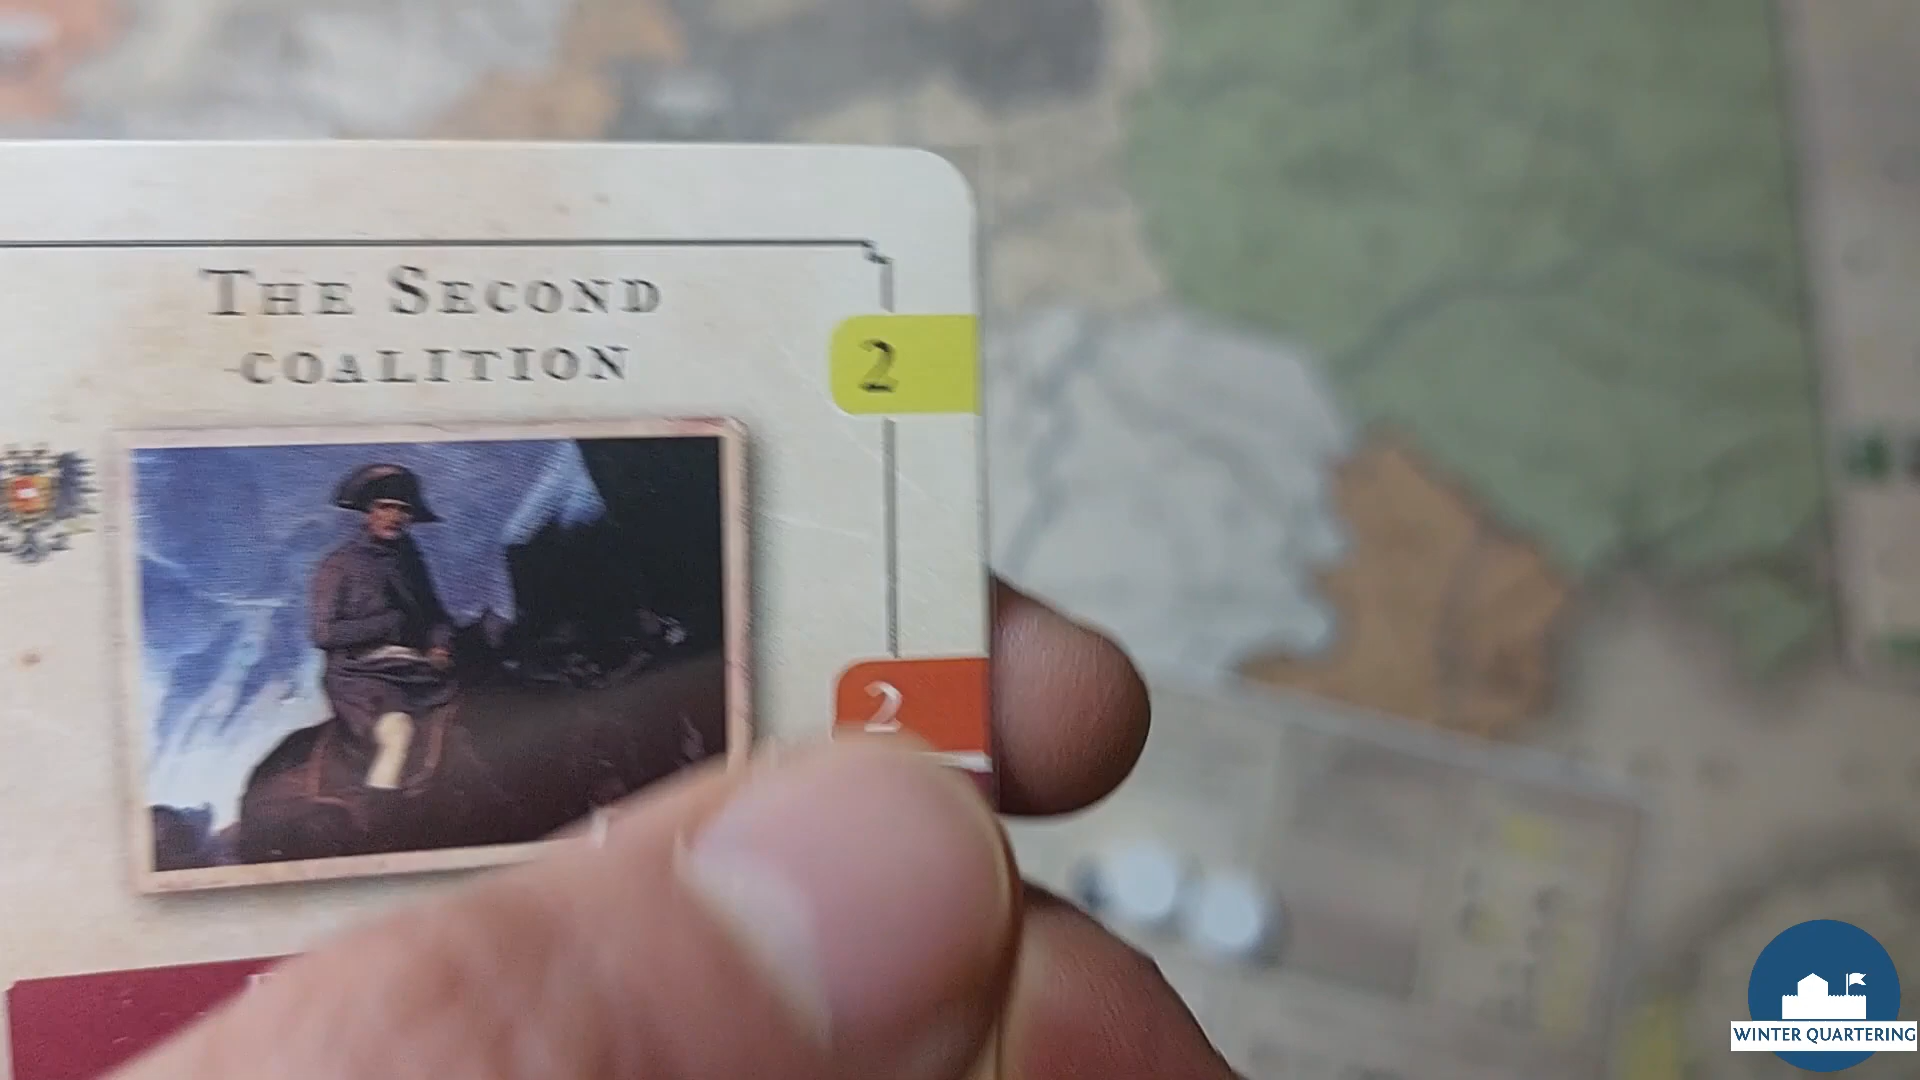 THE SECOND
COALITION
2
2
WINTER QUARTERING